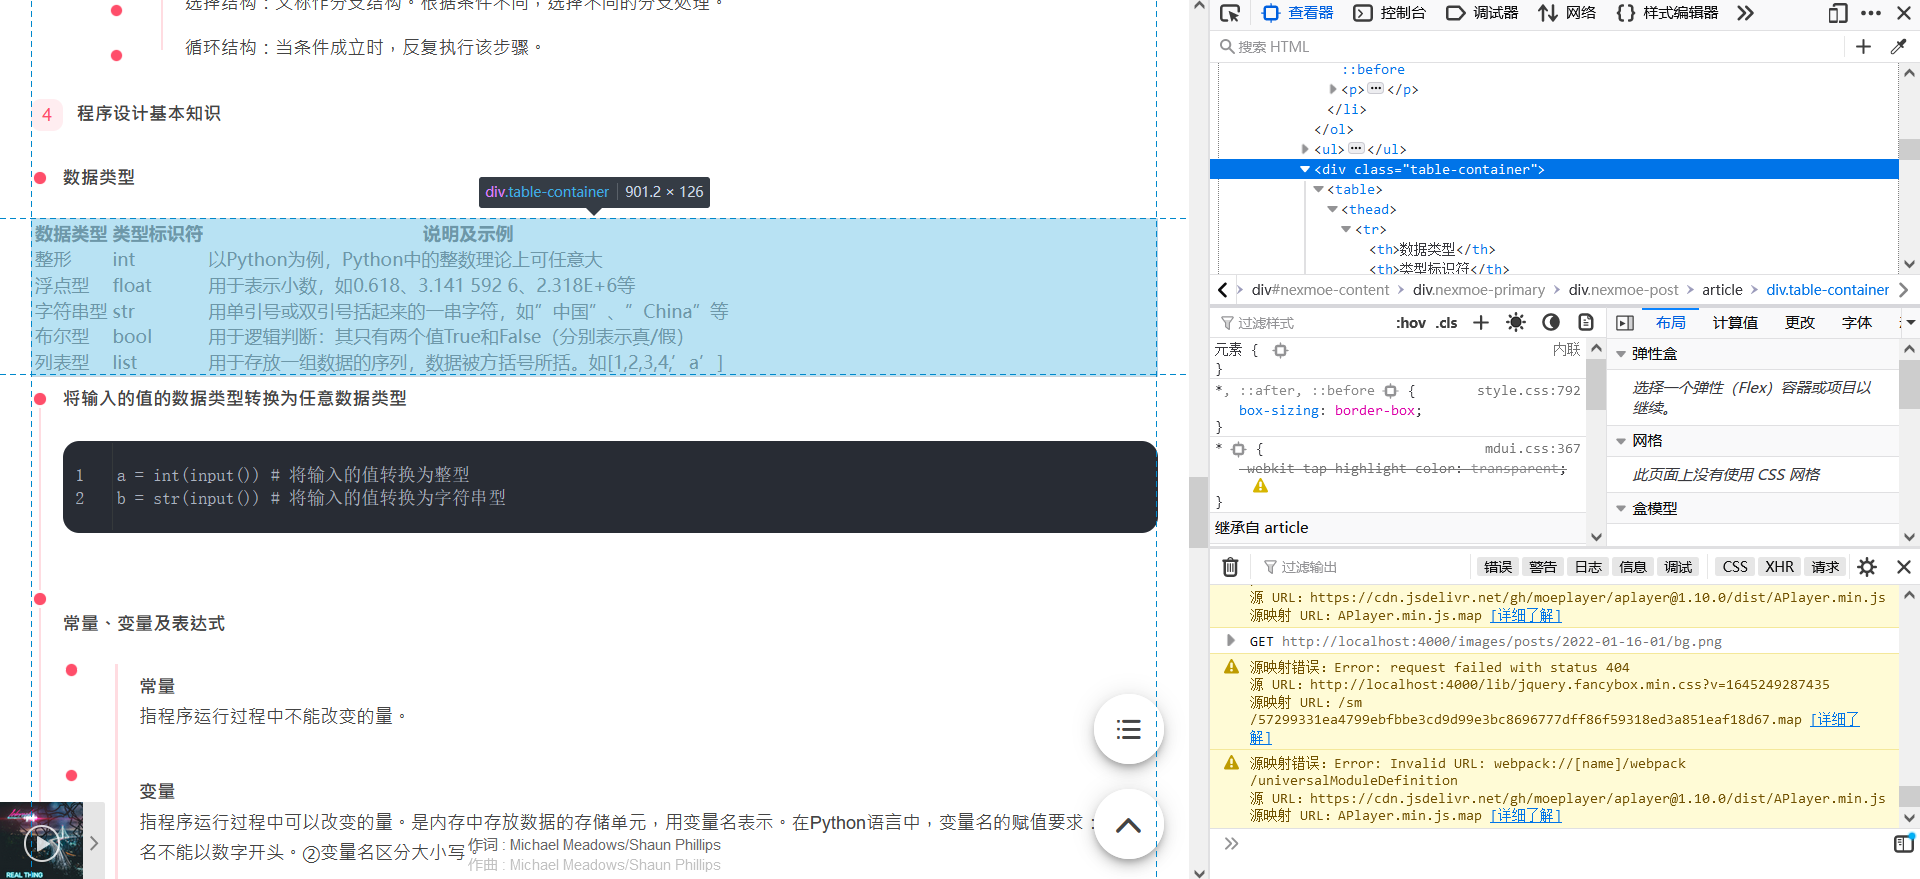 选择结构：又称作分支结构。根据条件不同，选择不同的分支处理。
循环结构：当条件成立时，反复执行该步骤。
4 程序设计基本知识
数据类型
div.table-container 901.2 × 126
数据类型 类型标识符 说明及示例
整形 int 以Python为例，Python中的整数理论上可任意大
浮点型 float 用于表示小数，如0.618、3.141 592 6、2.318E+6等
字符串型 str 用单引号或双引号括起来的一串字符，如”中国”、”China”等
布尔型 bool 用于逻辑判断：其只有两个值True和False（分别表示真/假）
列表型 list 用于存放一组数据的序列，数据被方括号所括。如[1,2,3,4,’a’]
将输入的值的数据类型转换为任意数据类型
1 a = int(input()) # 将输入的值转换为整型
2 b = str(input()) # 将输入的值转换为字符串型
常量、变量及表达式
常量
指程序运行过程中不能改变的量。
变量
指程序运行过程中可以改变的量。是内存中存放数据的存储单元，用变量名表示。在Python语言中，变量名的赋值要求：
名不能以数字开头。②变量名区分大小写
作词 : Michael Meadows/Shaun Phillips
作曲 : Michael Meadows/Shaun Phillips
REAL THING
查看器 控制台 调试器 网络 样式编辑器
搜索 HTML
::before
<p> ··· </p>
</li>
</ol>
<ul> ··· </ul>
<div class="table-container">
<table>
<thead>
<tr>
<th>数据类型</th>
<th>类型标识符</th>
div#nexmoe-content div.nexmoe-primary div.nexmoe-post article div.table-container
过滤样式 :hov .cls
元素 { 内联
}
*, ::after, ::before { style.css:792
box-sizing: border-box;
}
* { mdui.css:367
-webkit-tap-highlight-color: transparent;
}
继承自 article
布局 计算值 更改 字体
弹性盒
选择一个弹性（Flex）容器或项目以
继续。
网格
此页面上没有使用 CSS 网格
盒模型
过滤输出 错误 警告 日志 信息 调试 CSS XHR 请求
源 URL：https://cdn.jsdelivr.net/gh/moeplayer/aplayer@1.10.0/dist/APlayer.min.js
源映射 URL：APlayer.min.js.map [详细了解]
GET http://localhost:4000/images/posts/2022-01-16-01/bg.png
源映射错误：Error: request failed with status 404
源 URL：http://localhost:4000/lib/jquery.fancybox.min.css?v=1645249287435
源映射 URL：/sm
/57299331ea4799ebfbbe3cd9d99e3bc8696777dff86f59318ed3a851eaf18d67.map [详细了
解]
源映射错误：Error: Invalid URL: webpack://[name]/webpack
/universalModuleDefinition
源 URL：https://cdn.jsdelivr.net/gh/moeplayer/aplayer@1.10.0/dist/APlayer.min.js
源映射 URL：APlayer.min.js.map [详细了解]